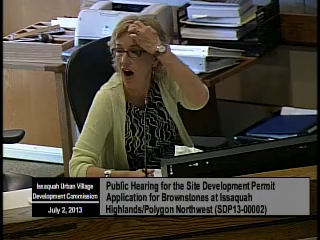 Issaquah Urban Village
Development Commission
July 2, 2013
Public Hearing for the Site Development Permit
Application for Brownstones at Issaquah
Highlands/Polygon Northwest (SDP13-00002)